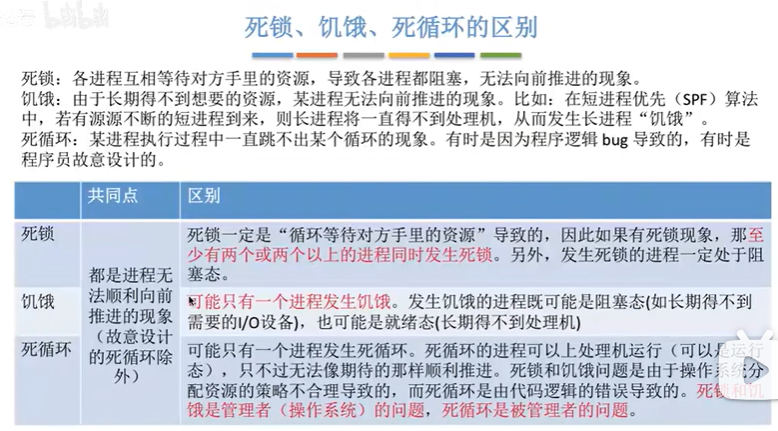 死锁、饥饿、死循环的区别
死锁：各进程互相等待对方手里的资源，导致各进程都阻塞，无法向前推进的现象。
饥饿：由于长期得不到想要的资源，某进程无法向前推进的现象。比如：在短进程优先（SPF）算法
中，若有源源不断的短进程到来，则长进程将一直得不到处理机，从而发生长进程“饥饿”。
死循环：某进程执行过程中一直跳不出某个循环的现象。有时是因为程序逻辑 bug 导致的，有时是
程序员故意设计的。
共同点
区别
死锁
都是进程无
法顺利向前
推进的现象
（故意设计
的死循环除
外）
死锁一定是“循环等待对方手里的资源”导致的，因此如果有死锁现象，那至
少有两个或两个以上的进程同时发生死锁。另外，发生死锁的进程一定处于阻
塞态。
饥饿
可能只有一个进程发生饥饿。发生饥饿的进程既可能是阻塞态(如长期得不到
需要的I/O设备)，也可能是就绪态(长期得不到处理机)
死循环
可能只有一个进程发生死循环。死循环的进程可以上处理机运行（可以是运行
态），只不过无法像期待的那样顺利推进。死锁和饥饿问题是由于操作系统分
配资源的策略不合理导致的，而死循环是由代码逻辑的错误导致的。死锁和饥
饿是管理者（操作系统）的问题，死循环是被管理者的问题。